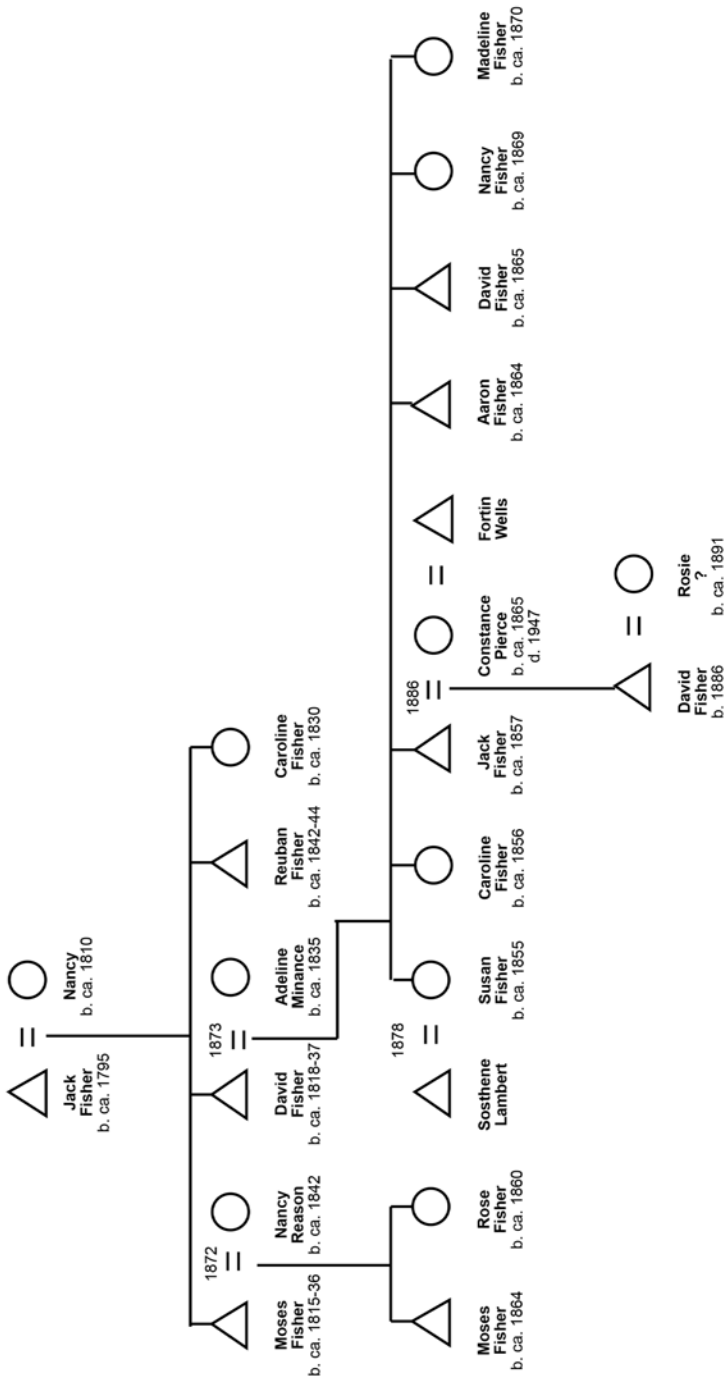 Jack
Fisher
b. ca. 1795
=
Nancy
b. ca. 1810
Moses
Fisher
b. ca. 1815-36
1872
=
Nancy
Reason
b. ca. 1842
David
Fisher
b. ca. 1818-37
1873
=
Adeline
Minance
b. ca. 1835
Reuban
Fisher
b. ca. 1842-44
Caroline
Fisher
b. ca. 1830
Moses
Fisher
b. ca. 1864
Rose
Fisher
b. ca. 1860
Sosthene
Lambert
1878
=
Susan
Fisher
b. ca. 1855
Caroline
Fisher
b. ca. 1856
Jack
Fisher
b. ca. 1857
1886
=
Constance
Pierce
b. ca. 1865
d. 1947
=
Fortin
Wells
Aaron
Fisher
b. ca. 1864
David
Fisher
b. ca. 1865
Nancy
Fisher
b. ca. 1869
Madeline
Fisher
b. ca. 1870
David
Fisher
b. 1886
=
Rosie
?
b. ca. 1891